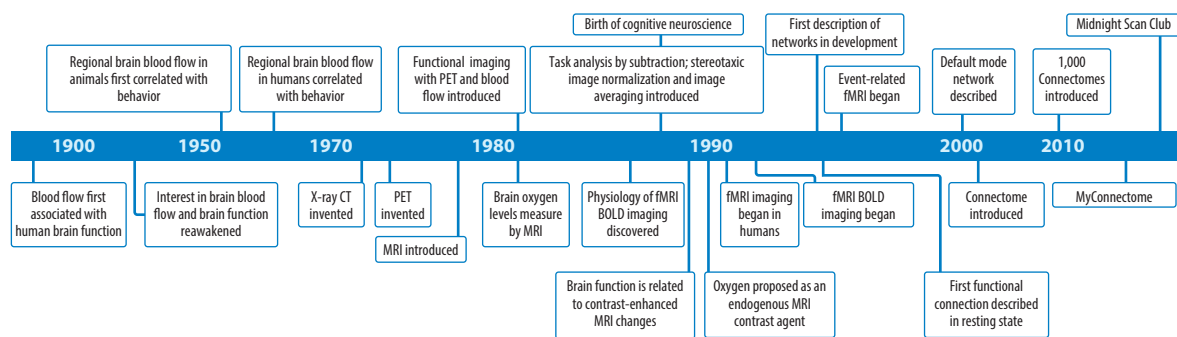 Birth of cognitive neuroscience
First description of
networks in development
Midnight Scan Club
Regional brain blood flow in
animals first correlated with
behavior
Regional brain blood flow
in humans correlated
with behavior
Functional imaging
with PET and blood
flow introduced
Task analysis by subtraction; stereotaxic
image normalization and image
averaging introduced
Event-related
fMRI began
Default mode
network
described
1,000
Connectomes
introduced
1900
1950
1970
1980
1990
2000
2010
Blood flow first
associated with
human brain function
Interest in brain blood
flow and brain function
reawakened
X-ray CT
invented
PET
invented
MRI introduced
Brain oxygen
levels measure
by MRI
Physiology of fMRI
BOLD imaging
discovered
fMRI imaging
began in
humans
fMRI BOLD
imaging began
Connectome
introduced
MyConnectome
Brain function is related
to contrast-enhanced
MRI changes
Oxygen proposed as an
endogenous MRI
contrast agent
First functional
connection described
in resting state